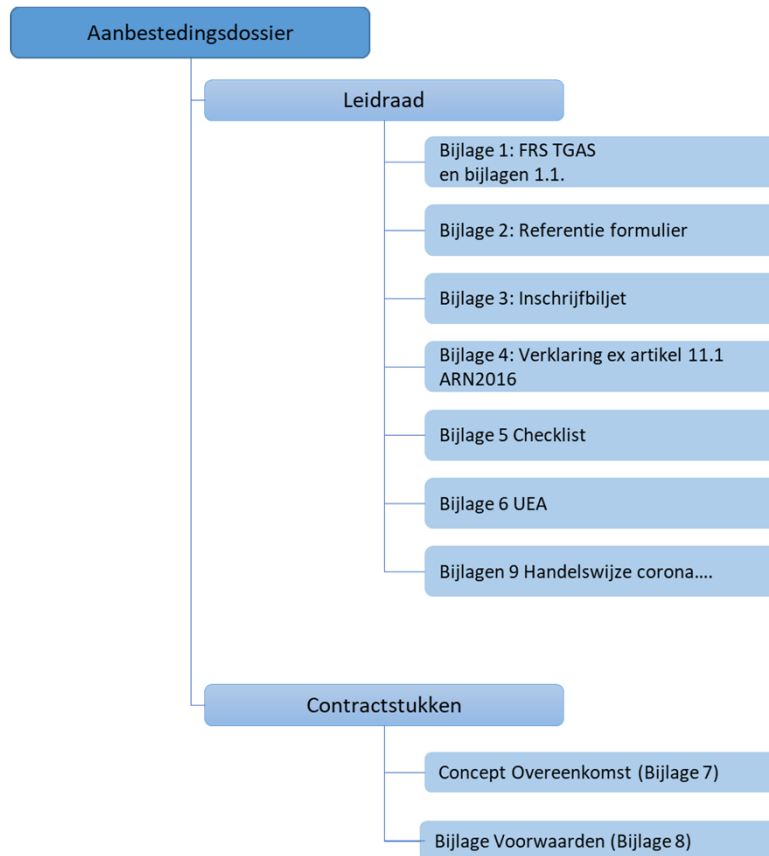 Aanbestedingsdossier
Leidraad
Bijlage 1: FRS TGAS
en bijlagen 1.1.
Bijlage 2: Referentie formulier
Bijlage 3: Inschrijfbiljet
Bijlage 4: Verklaring ex artikel 11.1
ARN2016
Bijlage 5 Checklist
Bijlage 6 UEA
Bijlagen 9 Handelswijze corona....
Contractstukken
Concept Overeenkomst (Bijlage 7)
Bijlage Voorwaarden (Bijlage 8)